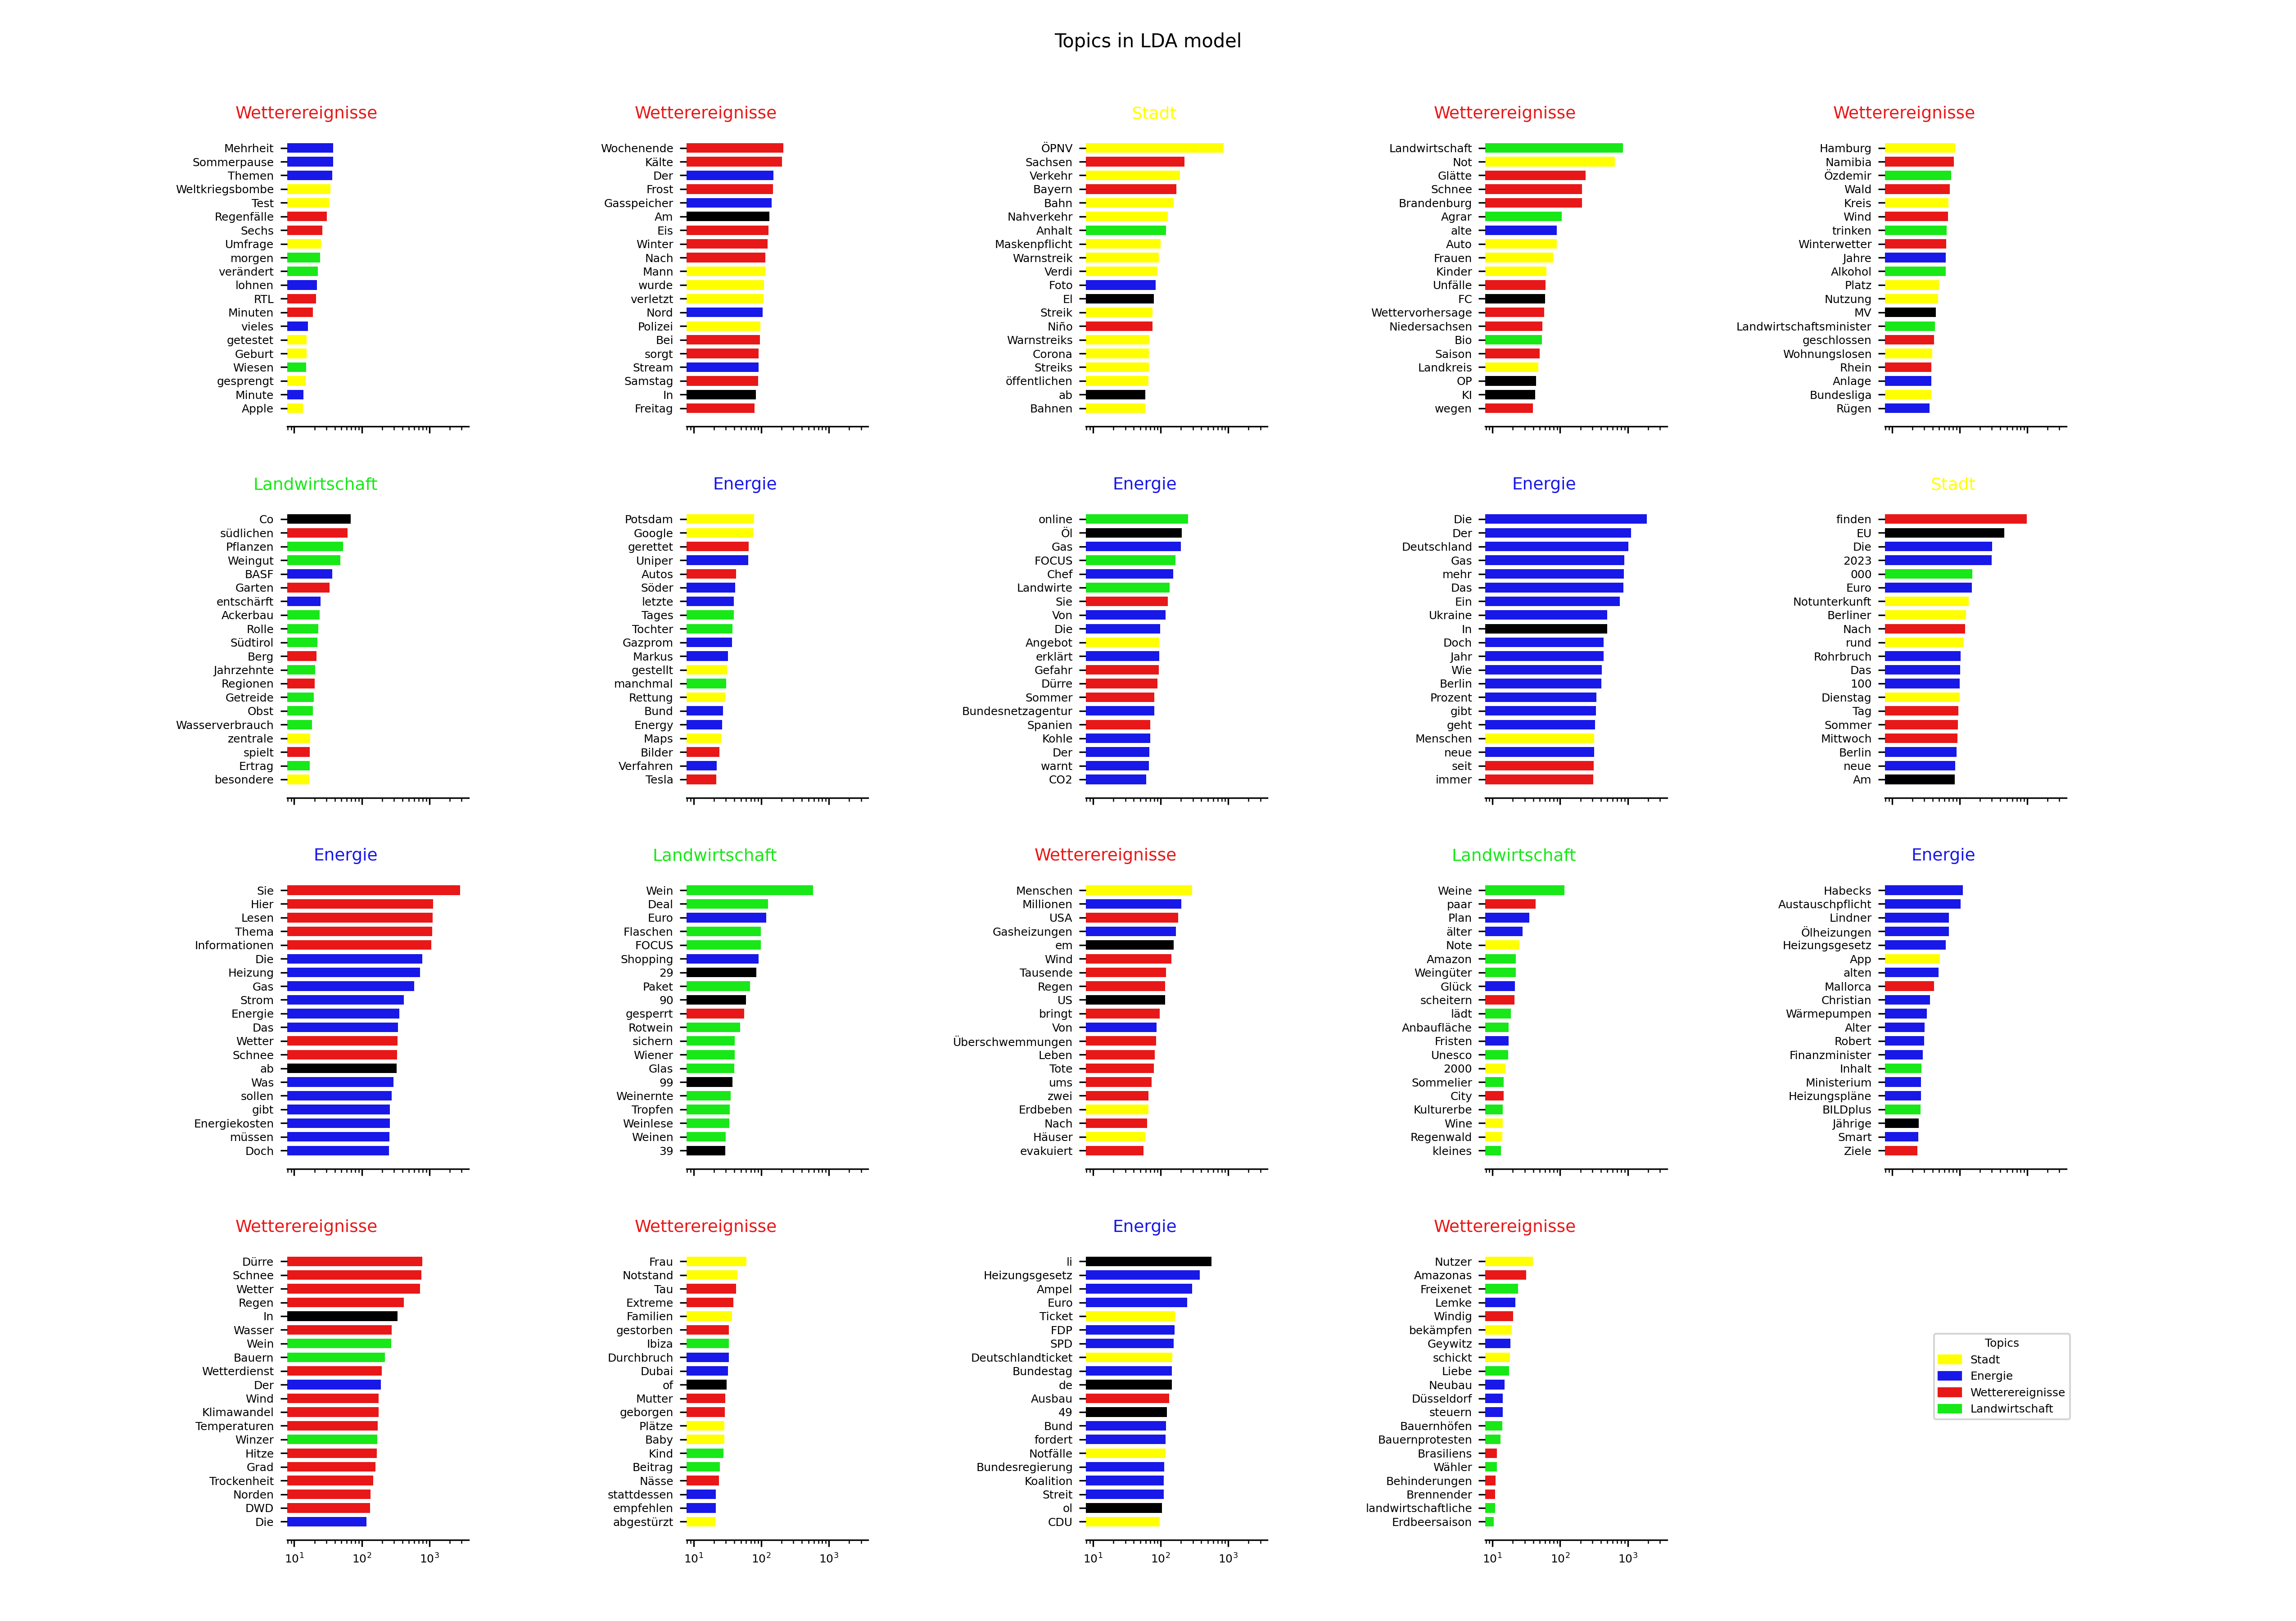 Topics in LDA model
Wetterereignisse
Mehrheit
Sommerpause
Themen
Weltkriegsbombe
Test
Regenfälle
Sechs
Umfrage
morgen
verändert
lohnen
RTL
Minuten
vieles
getestet
Geburt
Wiesen
gesprengt
Minute
Apple
Wetterereignisse
Wochenende
Kälte
Der
Frost
Gasspeicher
Am
Eis
Winter
Nach
Mann
wurde
verletzt
Nord
Polizei
Bei
sorgt
Stream
Samstag
In
Freitag
Stadt
ÖPNV
Sachsen
Verkehr
Bayern
Bahn
Nahverkehr
Anhalt
Maskenpflicht
Warnstreik
Verdi
Foto
El
Streik
Niño
Warnstreiks
Corona
Streiks
öffentlichen
ab
Bahnen
Wetterereignisse
Landwirtschaft
Not
Glätte
Schnee
Brandenburg
Agrar
alte
Auto
Frauen
Kinder
Unfälle
FC
Wettervorhersage
Niedersachsen
Bio
Saison
Landkreis
OP
KI
wegen
Wetterereignisse
Hamburg
Namibia
Özdemir
Wald
Kreis
Wind
trinken
Winterwetter
Jahre
Alkohol
Platz
Nutzung
MV
Landwirtschaftsminister
geschlossen
Wohnungslosen
Rhein
Anlage
Bundesliga
Rügen
Landwirtschaft
Co
südlichen
Pflanzen
Weingut
BASF
Garten
entschärft
Ackerbau
Rolle
Südtirol
Berg
Jahrzehnte
Regionen
Getreide
Obst
Wasserverbrauch
zentrale
spielt
Ertrag
besondere
Energie
Potsdam
Google
gerettet
Uniper
Autos
Söder
letzte
Tages
Tochter
Gazprom
Markus
gestellt
manchmal
Rettung
Bund
Energy
Maps
Bilder
Verfahren
Tesla
Energie
online
Öl
Gas
FOCUS
Chef
Landwirte
Sie
Von
Die
Angebot
erklärt
Gefahr
Dürre
Sommer
Bundesnetzagentur
Spanien
Kohle
Der
warnt
CO2
Energie
Die
Der
Deutschland
Gas
mehr
Das
Ein
Ukraine
In
Doch
Jahr
Wie
Berlin
Prozent
gibt
geht
Menschen
neue
seit
immer
Stadt
finden
EU
Die
2023
000
Euro
Notunterkunft
Berliner
Nach
rund
Rohrbruch
Das
100
Dienstag
Tag
Sommer
Mittwoch
Berlin
neue
Am
Energie
Sie
Hier
Lesen
Thema
Informationen
Die
Heizung
Gas
Strom
Energie
Das
Wetter
Schnee
ab
Was
sollen
gibt
Energiekosten
müssen
Doch
Landwirtschaft
Wein
Deal
Euro
Flaschen
FOCUS
Shopping
29
Paket
90
gesperrt
Rotwein
sichern
Wiener
Glas
99
Weinernte
Tropfen
Weinlese
Weinen
39
Wetterereignisse
Menschen
Millionen
USA
Gasheizungen
em
Wind
Tausende
Regen
US
bringt
Von
Überschwemmungen
Leben
Tote
ums
zwei
Erdbeben
Nach
Häuser
evakuiert
Landwirtschaft
Weine
paar
Plan
älter
Note
Amazon
Weingüter
Glück
scheitern
lädt
Anbaufläche
Fristen
Unesco
2000
Sommelier
City
Kulturerbe
Wine
Regenwald
kleines
Energie
Habecks
Austauschpflicht
Lindner
Ölheizungen
Heizungsgesetz
App
alten
Mallorca
Christian
Wärmepumpen
Alter
Robert
Finanzminister
Inhalt
Ministerium
Heizungspläne
BILDplus
Jährige
Smart
Ziele
Wetterereignisse
Dürre
Schnee
Wetter
Regen
In
Wasser
Wein
Bauern
Wetterdienst
Der
Wind
Klimawandel
Temperaturen
Winzer
Hitze
Grad
Trockenheit
Norden
DWD
Die
10¹ 10² 10³
Wetterereignisse
Frau
Notstand
Tau
Extreme
Familien
gestorben
Ibiza
Durchbruch
Dubai
of
Mutter
geborgen
Plätze
Baby
Kind
Beitrag
Nässe
stattdessen
empfehlen
abgestürzt
10¹ 10² 10³
Energie
li
Heizungsgesetz
Ampel
Euro
Ticket
FDP
SPD
Deutschlandticket
Bundestag
de
Ausbau
49
Bund
fordert
Notfälle
Bundesregierung
Koalition
Streit
ol
CDU
10¹ 10² 10³
Wetterereignisse
Nutzer
Amazonas
Freixenet
Lemke
Windig
bekämpfen
Geywitz
schickt
Liebe
Neubau
Düsseldorf
steuern
Bauernhöfen
Bauernprotesten
Brasiliens
Wähler
Behinderungen
Brennender
landwirtschaftliche
Erdbeersaison
10¹ 10² 10³
Topics
Stadt
Energie
Wetterereignisse
Landwirtschaft